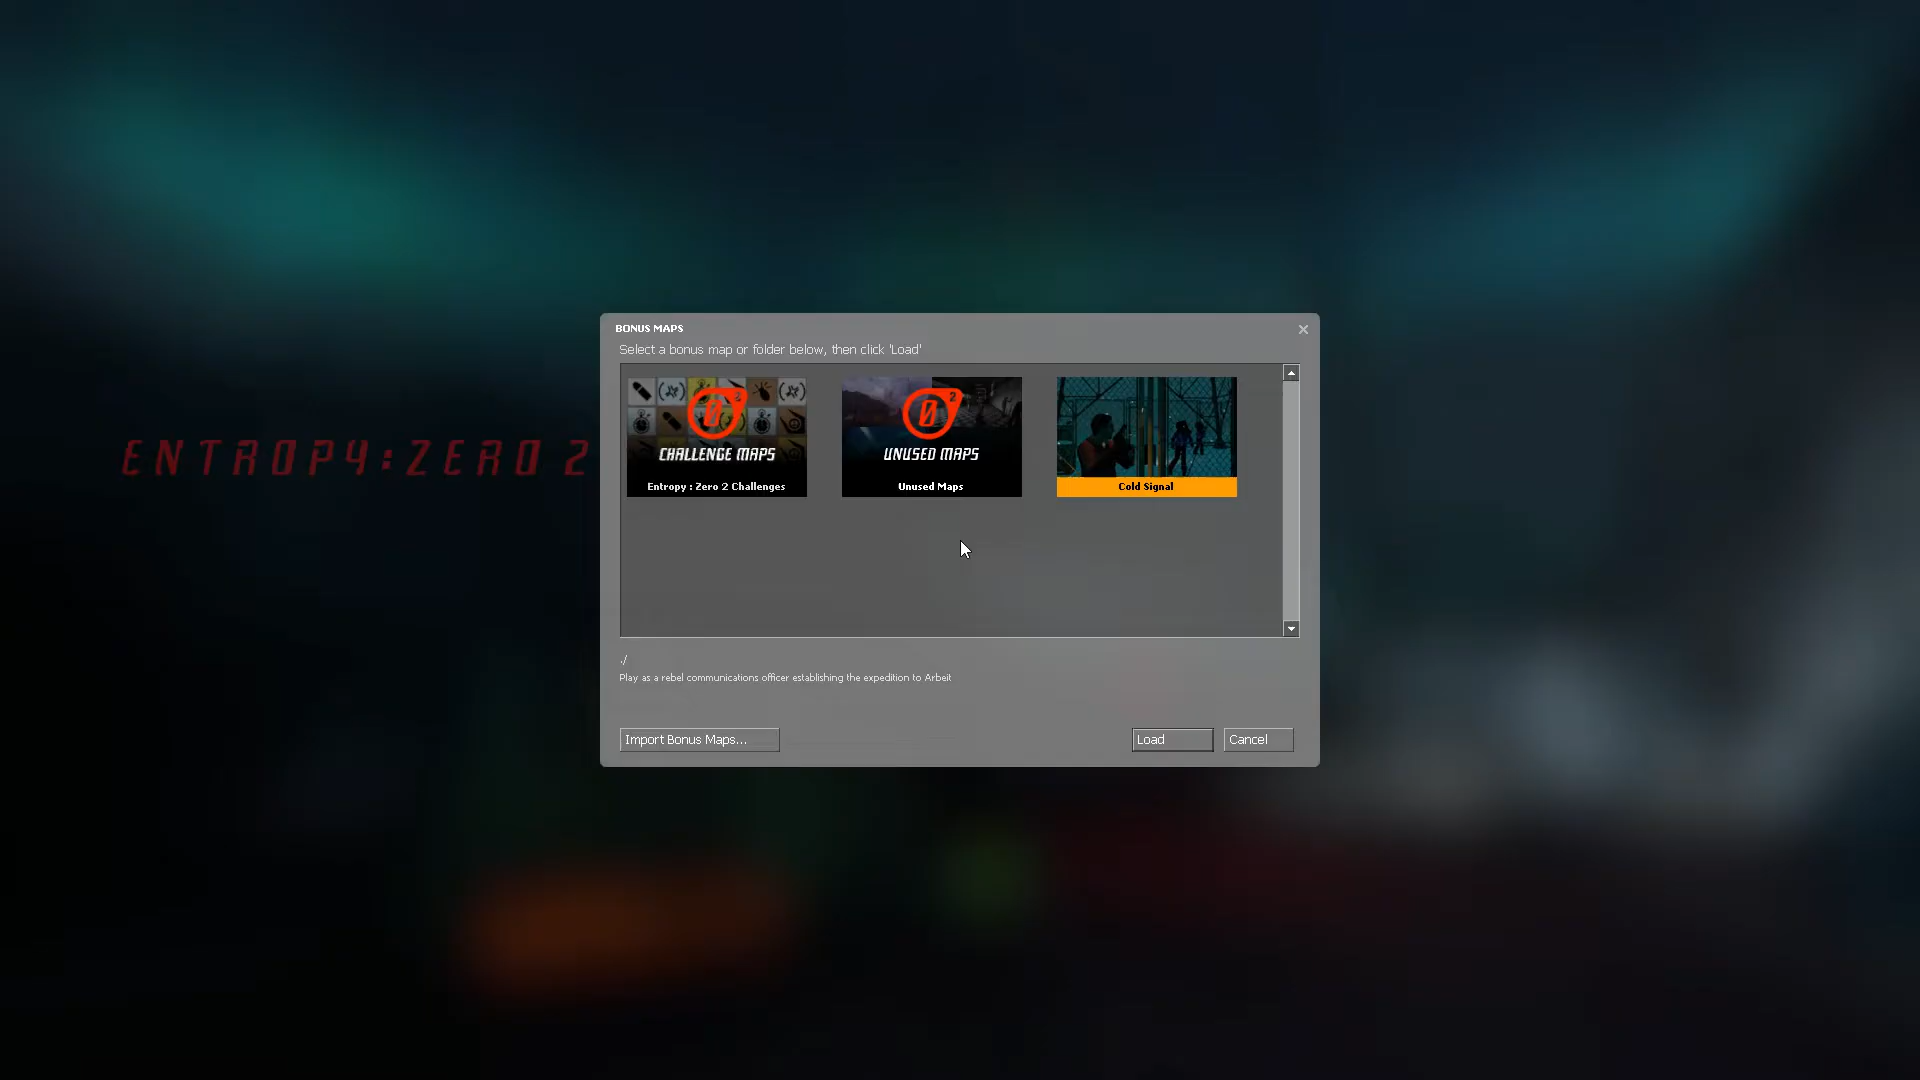 ENTROPY:ZERO 2
BONUS MAPS
Select a bonus map or folder below, then click 'Load'
2
CHALLENGE MAPS
Entropy : Zero 2 Challenges
2
UNUSED MAPS
Unused Maps
Cold Signal
./
Play as a rebel communications officer establishing the expedition to Arbeit
Import Bonus Maps...
Load
Cancel